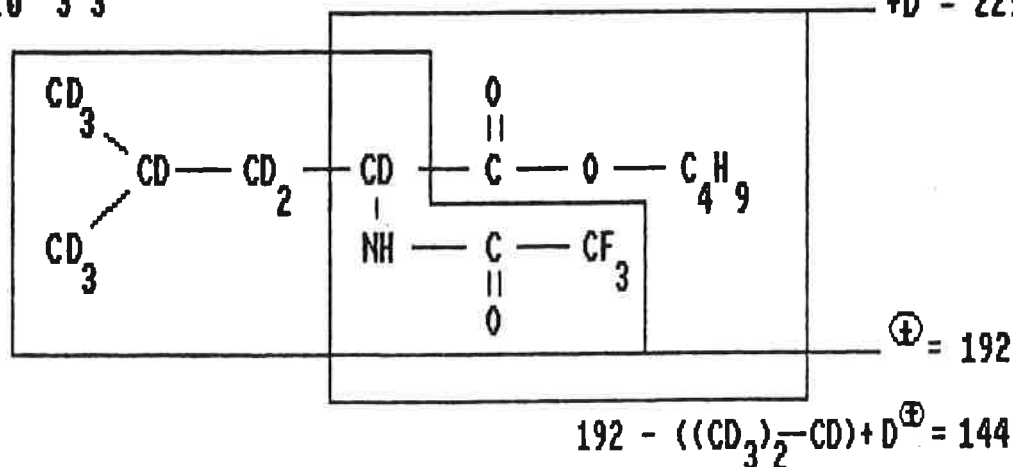 CD3 O
||
CD — CD2 — CD — C — O — C4H9
|
CD3 NH — C — CF3
||
O
⊕ = 192
192 - ((CD3)2—CD)+D⊕ = 144